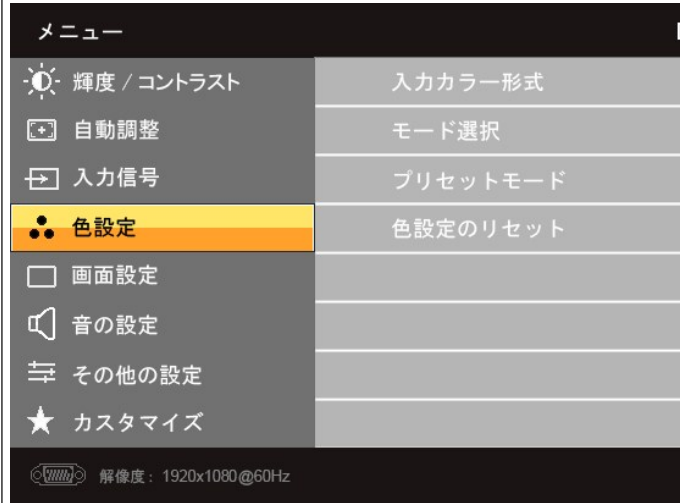 メニュー
輝度 / コントラスト
入力カラー形式
自動調整
モード選択
入力信号
プリセットモード
色設定
色設定のリセット
画面設定
音の設定
その他の設定
カスタマイズ
解像度: 1920x1080@60Hz